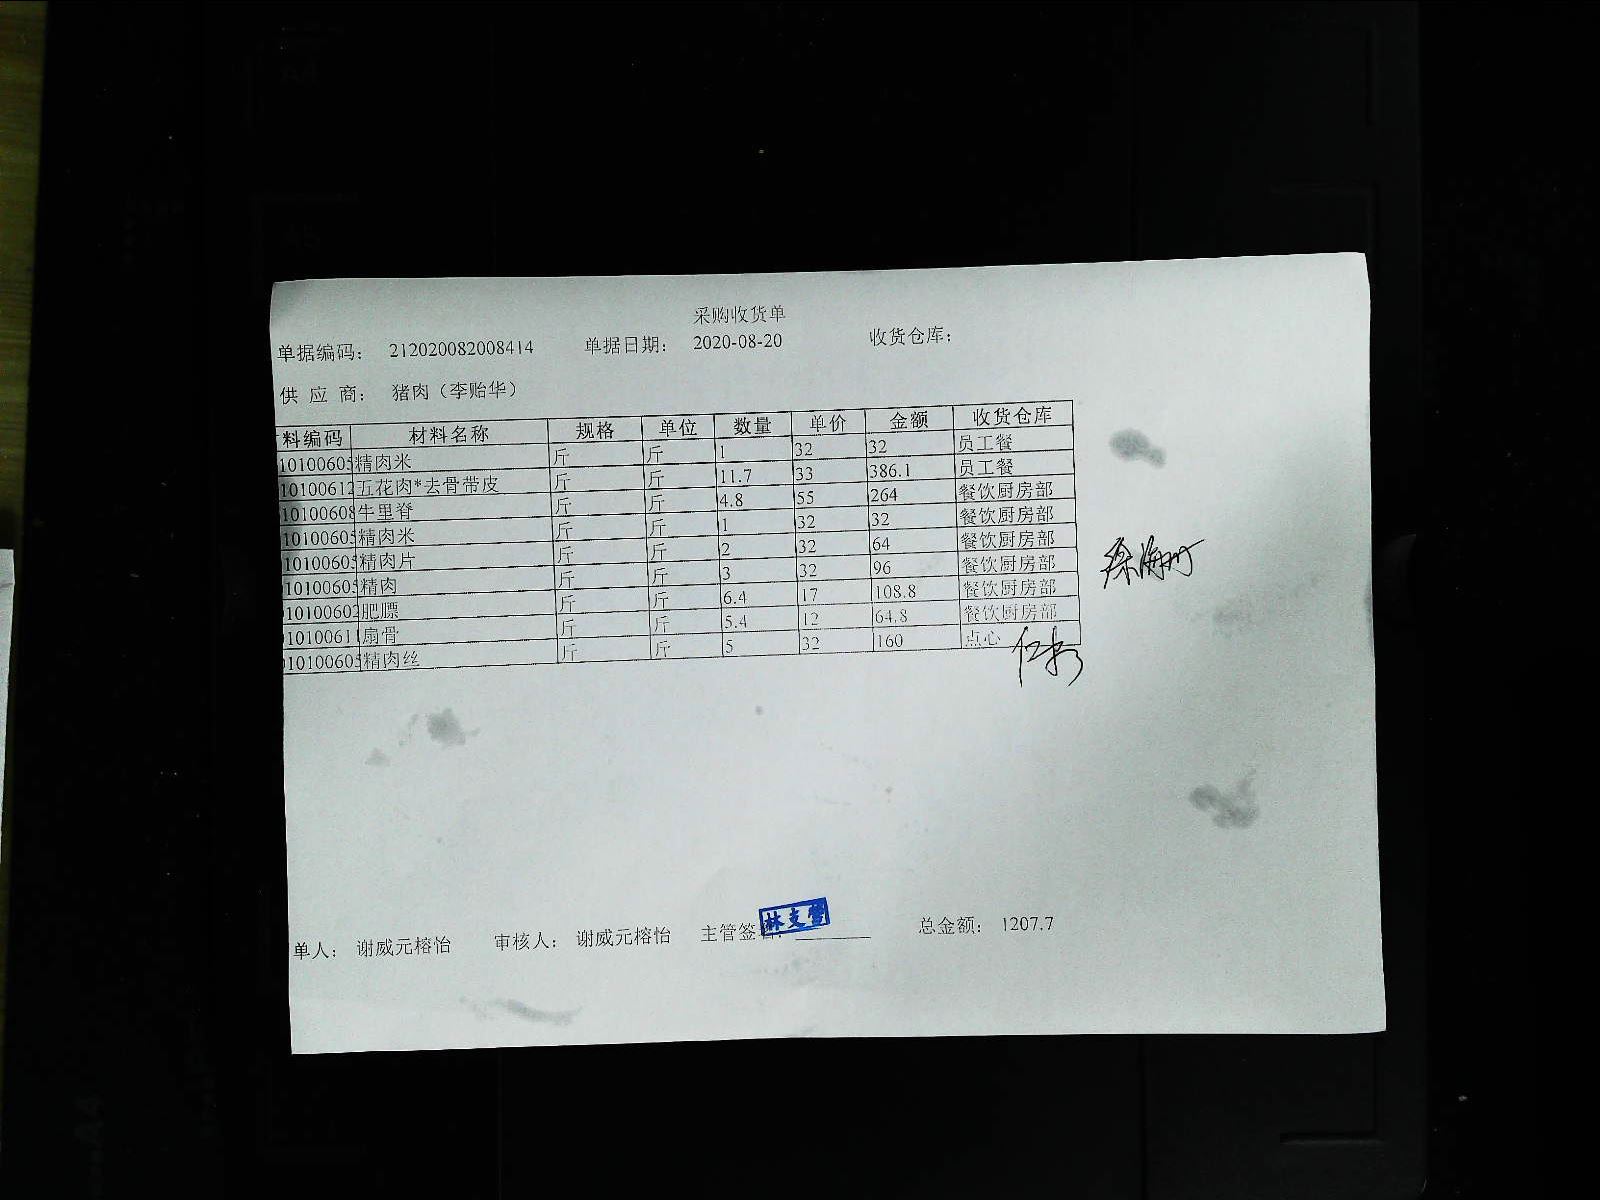 采购收货单
单据编码： 212020082008414 单据日期： 2020-08-20 收货仓库：
供 应 商： 猪肉（李贻华）
料编码 材料名称 规格 单位 数量 单价 金额 收货仓库
10100605 精肉米 斤 斤 1 32 32 员工餐
10100612 五花肉*去骨带皮 斤 斤 11.7 33 386.1 员工餐
10100608 牛里脊 斤 斤 4.8 55 264 餐饮厨房部
10100605 精肉米 斤 斤 1 32 32 餐饮厨房部
10100605 精肉片 斤 斤 2 32 64 餐饮厨房部
10100605 精肉 斤 斤 3 32 96 餐饮厨房部
10100602 肥膘 斤 斤 6.4 17 108.8 餐饮厨房部
10100611 扇骨 斤 斤 5.4 12 64.8 餐饮厨房部
10100605 精肉丝 斤 斤 5 32 160 点心
林支管
单人： 谢威元榕怡 审核人： 谢威元榕怡 主管签 总金额： 1207.7